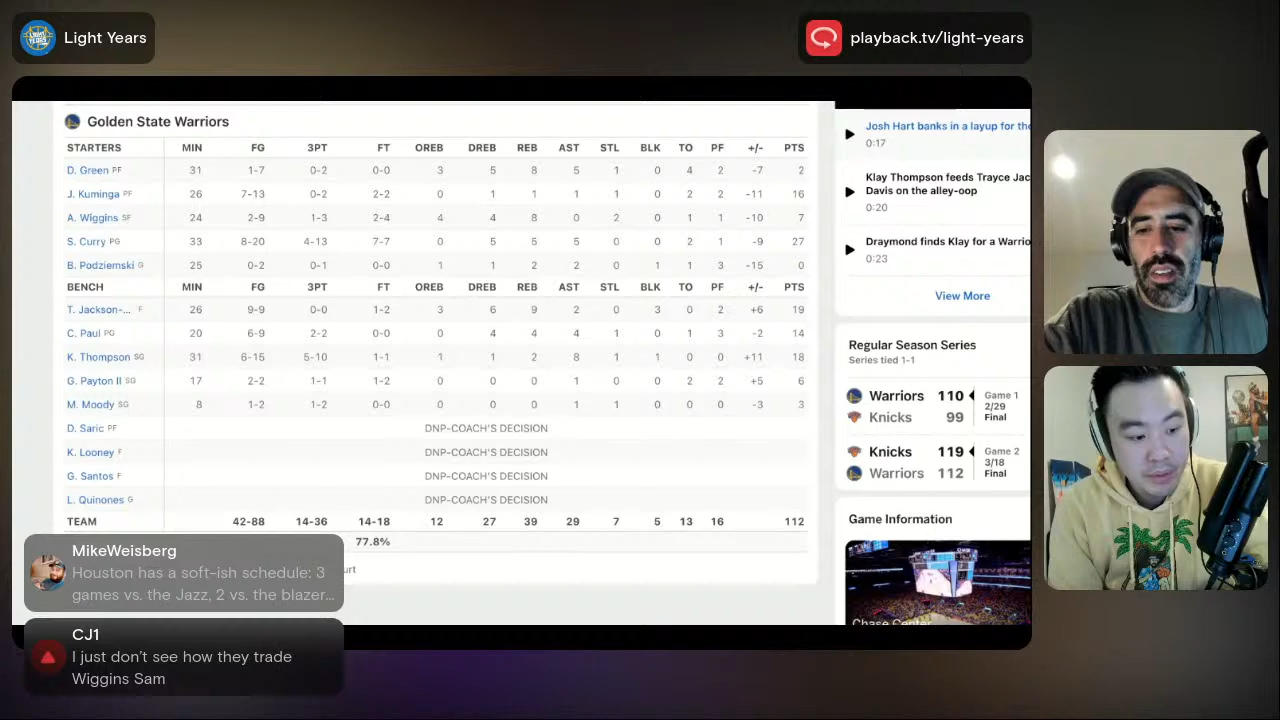 Light Years
playback.tv/light-years
Golden State Warriors
STARTERS MIN FG 3PT FT OREB DREB REB AST STL BLK TO PF +/- PTS
D. Green PF 31 1-7 0-2 0-0 3 5 8 5 1 0 4 2 -7 2
J. Kuminga PF 26 7-13 0-2 2-2 0 1 1 1 1 0 2 2 -11 16
A. Wiggins SF 24 2-9 1-3 2-4 4 4 8 0 2 0 1 1 -10 7
S. Curry PG 33 8-20 4-13 7-7 0 5 5 5 0 0 2 1 -9 27
B. Podziemski G 25 0-2 0-1 0-0 1 1 2 2 0 1 1 3 -15 0
BENCH MIN FG 3PT FT OREB DREB REB AST STL BLK TO PF +/- PTS
T. Jackson-... F 26 9-9 0-0 1-2 3 6 9 2 0 3 0 2 +6 19
C. Paul PG 20 6-9 2-2 0-0 0 4 4 4 1 0 1 3 -2 14
K. Thompson SG 31 6-15 5-10 1-1 1 1 2 8 1 1 0 0 +11 18
G. Payton II SG 17 2-2 1-1 1-2 0 0 0 1 0 0 2 2 +5 6
M. Moody SG 8 1-2 1-2 0-0 0 0 0 1 1 0 0 0 -3 3
D. Saric PF DNP-COACH'S DECISION
K. Looney F DNP-COACH'S DECISION
G. Santos F DNP-COACH'S DECISION
L. Quinones G DNP-COACH'S DECISION
TEAM 42-88 14-36 14-18 12 27 39 29 7 5 13 16 112
77.8%
urt
Josh Hart banks in a layup for the
0:17
Klay Thompson feeds Trayce Jac
Davis on the alley-oop
0:20
Draymond finds Klay for a Warrio
0:23
View More
Regular Season Series
Series tied 1-1
Warriors 110 Game 1
2/29
Knicks 99 Final
Knicks 119 Game 2
3/18
Warriors 112 Final
Game Information
Chase Center
MikeWeisberg
Houston has a soft-ish schedule: 3
games vs. the Jazz, 2 vs. the blazer...
CJ1
I just don't see how they trade
Wiggins Sam